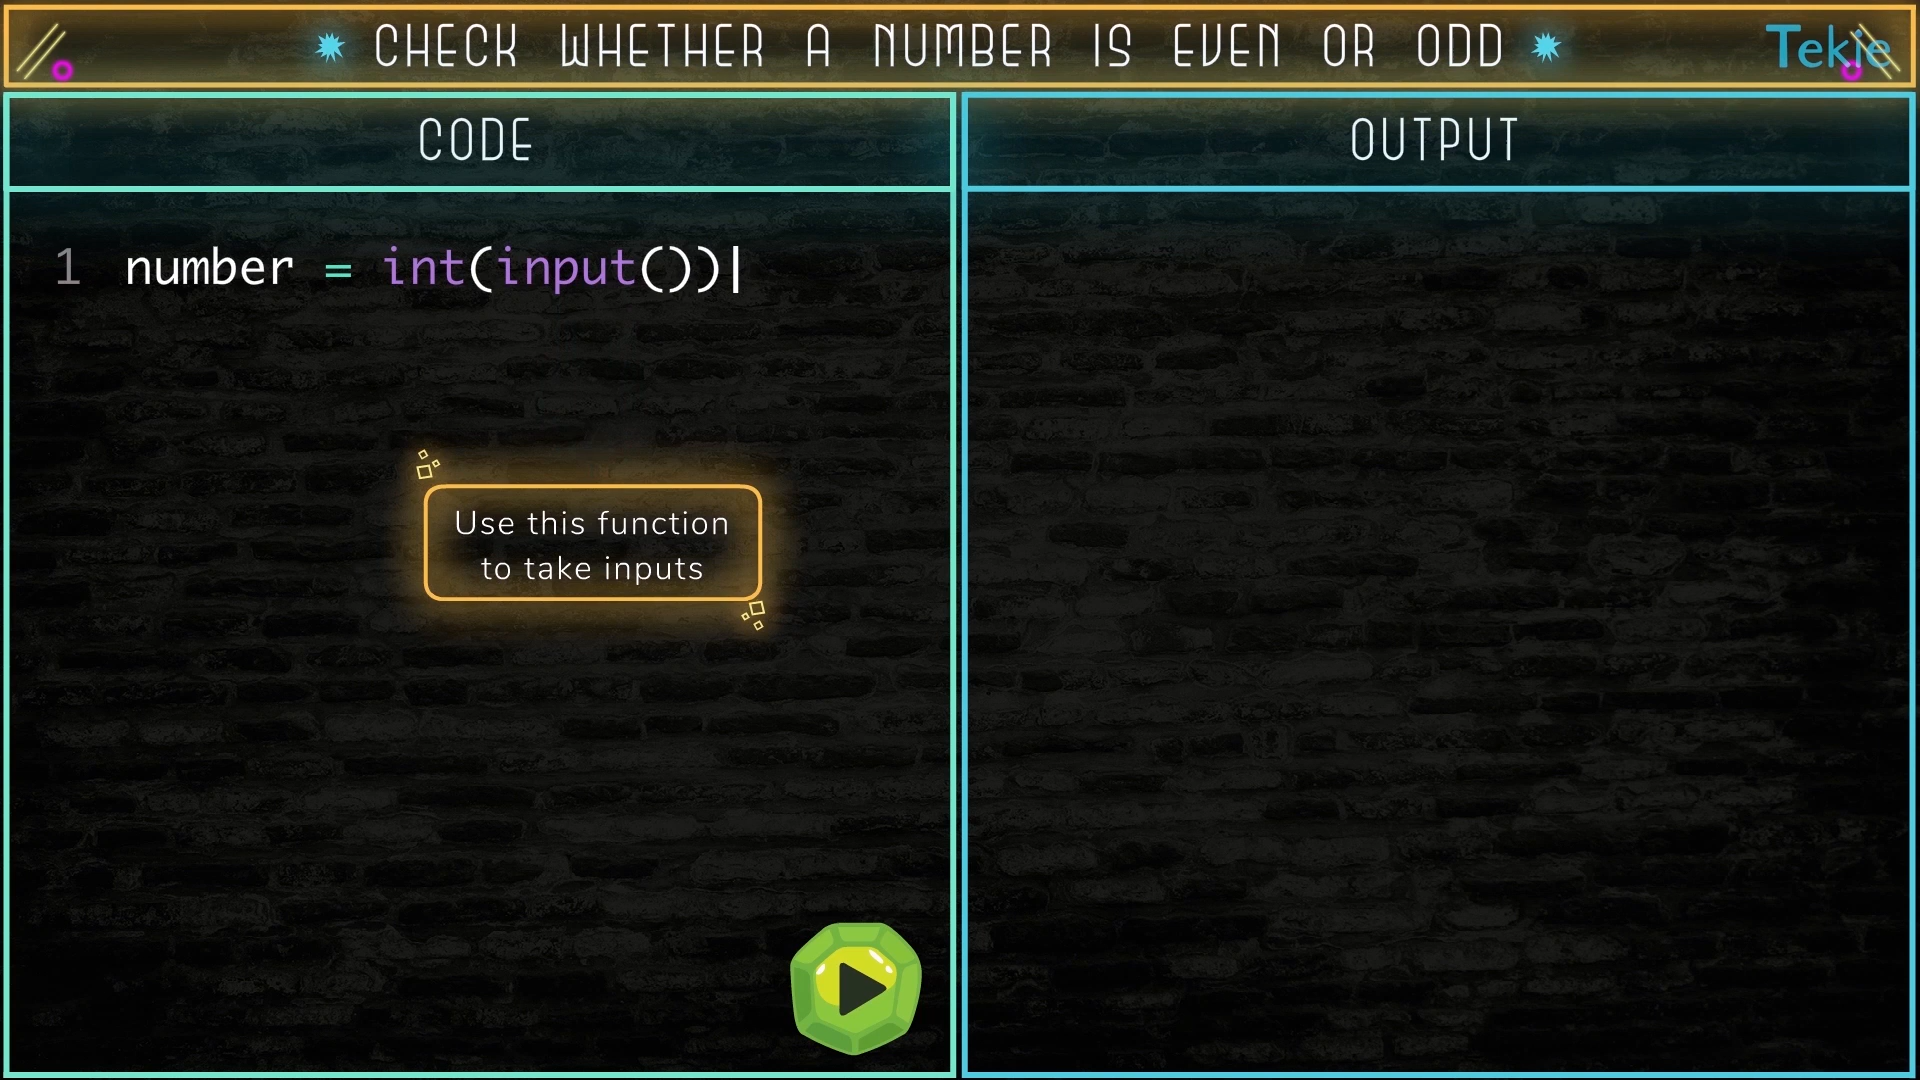 CHECK WHETHER A NUMBER IS EVEN OR ODD
Tekie
CODE
OUTPUT
1 number = int(input())|
Use this function
to take inputs